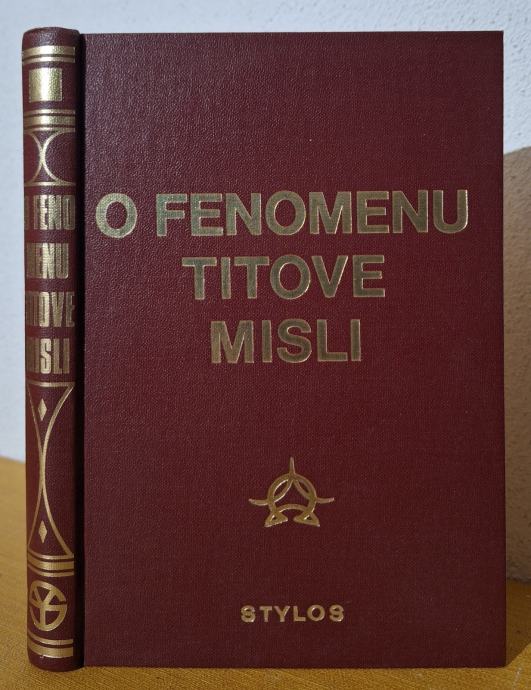 O FENOMENU
TITOVE
MISLI
STYLOS
O FENO
MENU
TITOVE
MISLI